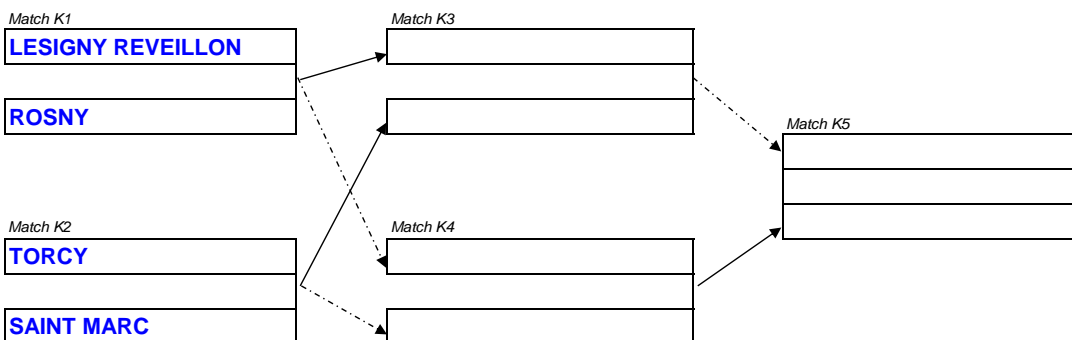 Match K1
LESIGNY REVEILLON
ROSNY
Match K2
TORCY
SAINT MARC
Match K3
Match K4
Match K5